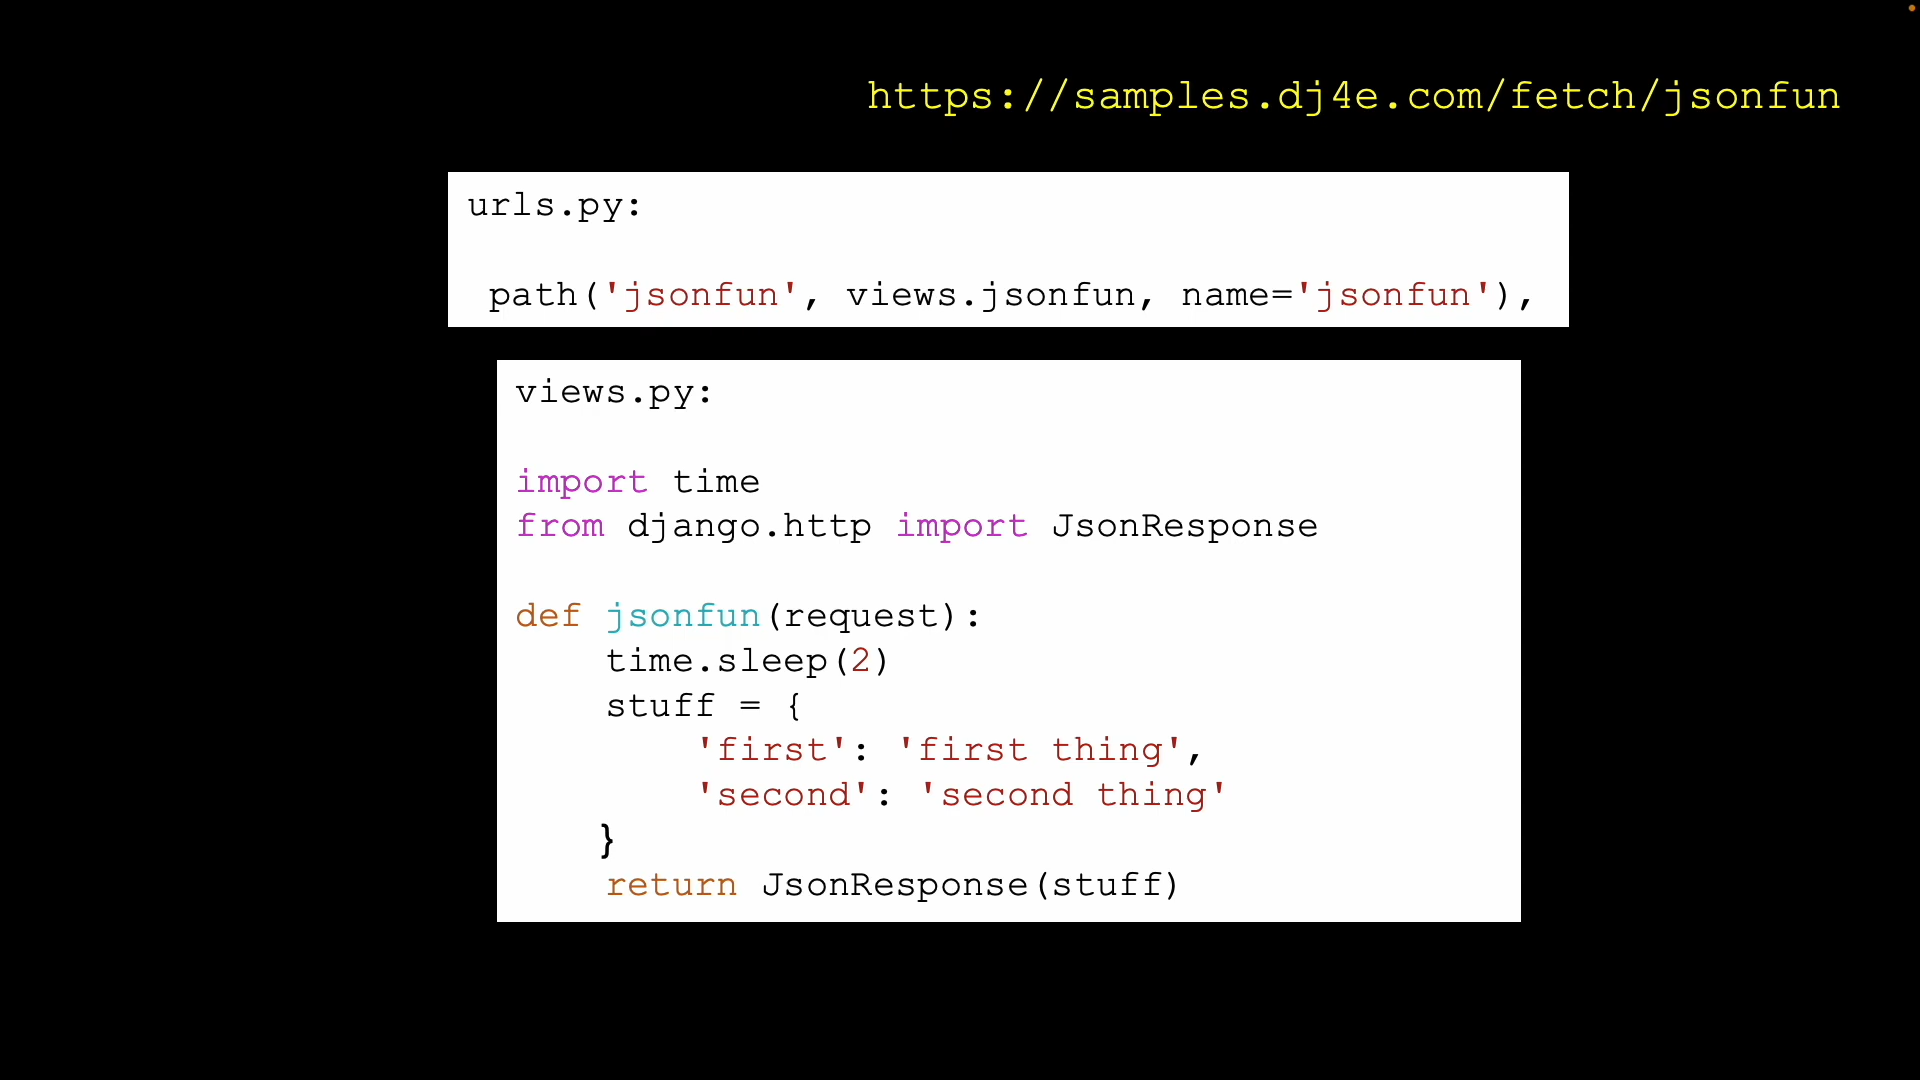 https://samples.dj4e.com/fetch/jsonfun
urls.py:
path('jsonfun', views.jsonfun, name='jsonfun'),
views.py:
import time
from django.http import JsonResponse
def jsonfun(request):
    time.sleep(2)
    stuff = {
        'first': 'first thing',
        'second': 'second thing'
    }
    return JsonResponse(stuff)